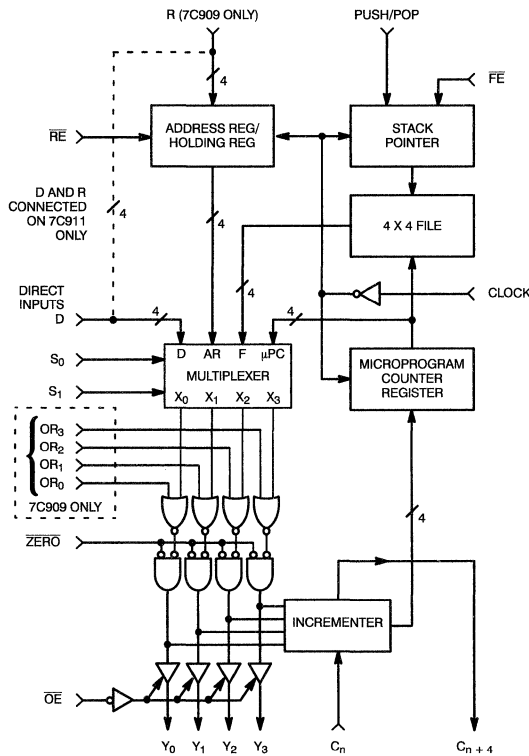 R (7C909 ONLY)
PUSH/POP
4
FE
RE
ADDRESS REG/
HOLDING REG
STACK
POINTER
D AND R
CONNECTED
ON 7C911
ONLY
4
4
4 X 4 FILE
4
CLOCK
DIRECT
INPUTS
D
4
4
D AR F µPC
MULTIPLEXER
X0 X1 X2 X3
S0
S1
MICROPROGRAM
COUNTER
REGISTER
OR3
OR2
OR1
OR0
7C909 ONLY
4
ZERO
INCREMENTER
OE
Y0 Y1 Y2 Y3
Cn
Cn + 4